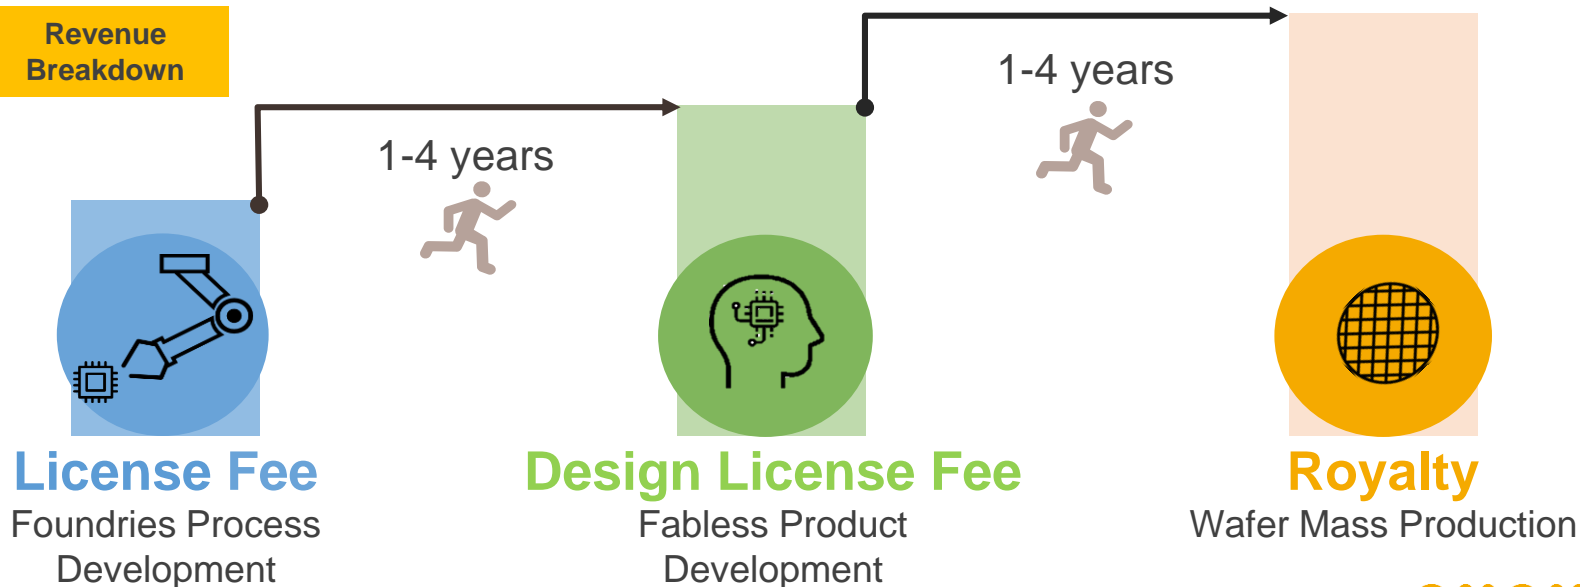 Revenue
Breakdown
1-4 years
1-4 years
License Fee
Foundries Process
Development
Design License Fee
Fabless Product
Development
Royalty
Wafer Mass Production